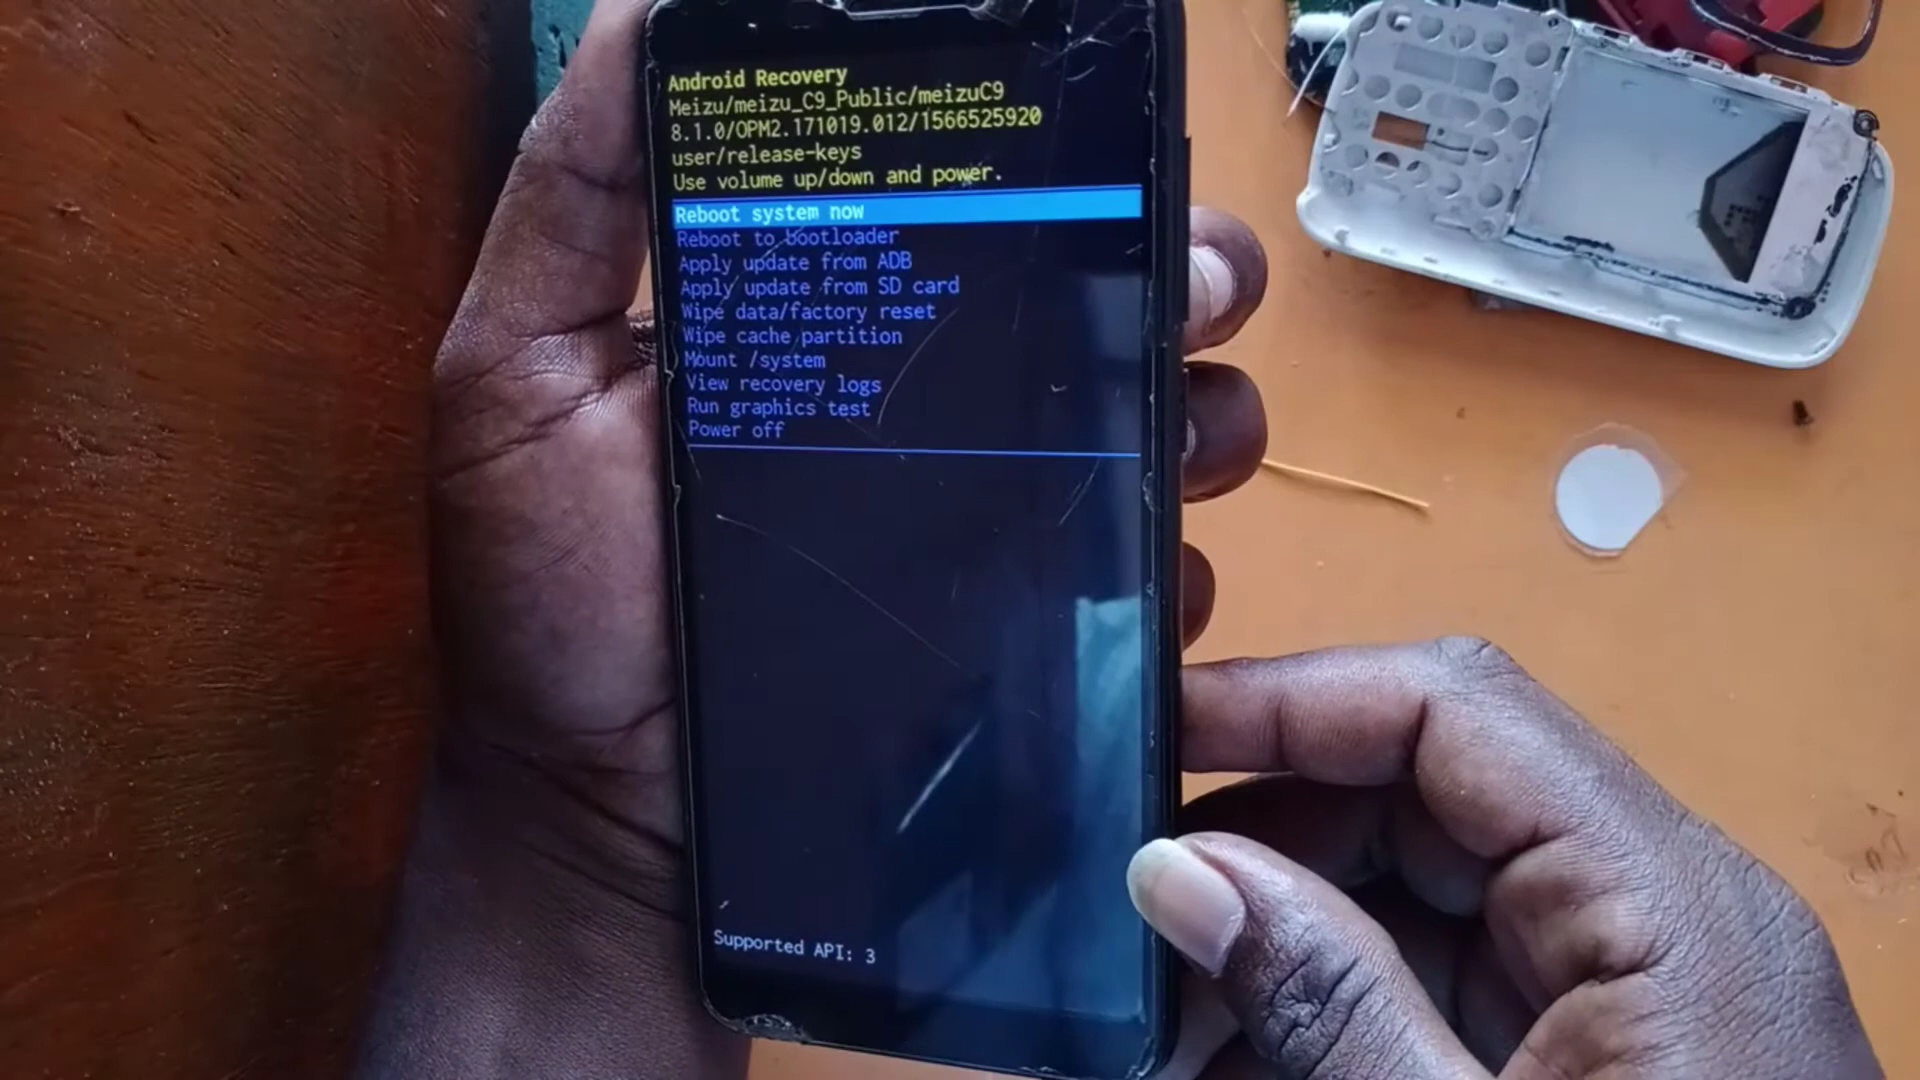 Android Recovery
Meizu/meizu_C9_Public/meizuC9
8.1.0/OPM2.171019.012/1566525920
user/release-keys
Use volume up/down and power.
Reboot system now
Reboot to bootloader
Apply update from ADB
Apply update from SD card
Wipe data/factory reset
Wipe cache partition
Mount /system
View recovery logs
Run graphics test
Power off
Supported API: 3